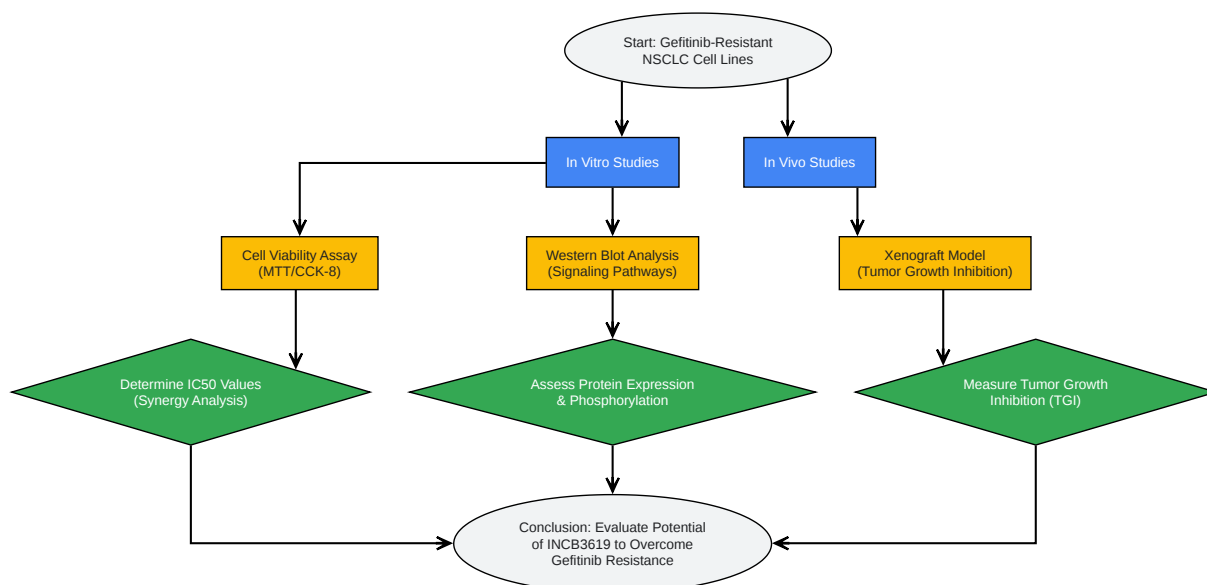 Start: Gefitinib-Resistant
NSCLC Cell Lines
In Vitro Studies
In Vivo Studies
Cell Viability Assay
(MTT/CCK-8)
Western Blot Analysis
(Signaling Pathways)
Xenograft Model
(Tumor Growth Inhibition)
Determine IC50 Values
(Synergy Analysis)
Assess Protein Expression
& Phosphorylation
Measure Tumor Growth
Inhibition (TGI)
Conclusion: Evaluate Potential
of INCB3619 to Overcome
Gefitinib Resistance